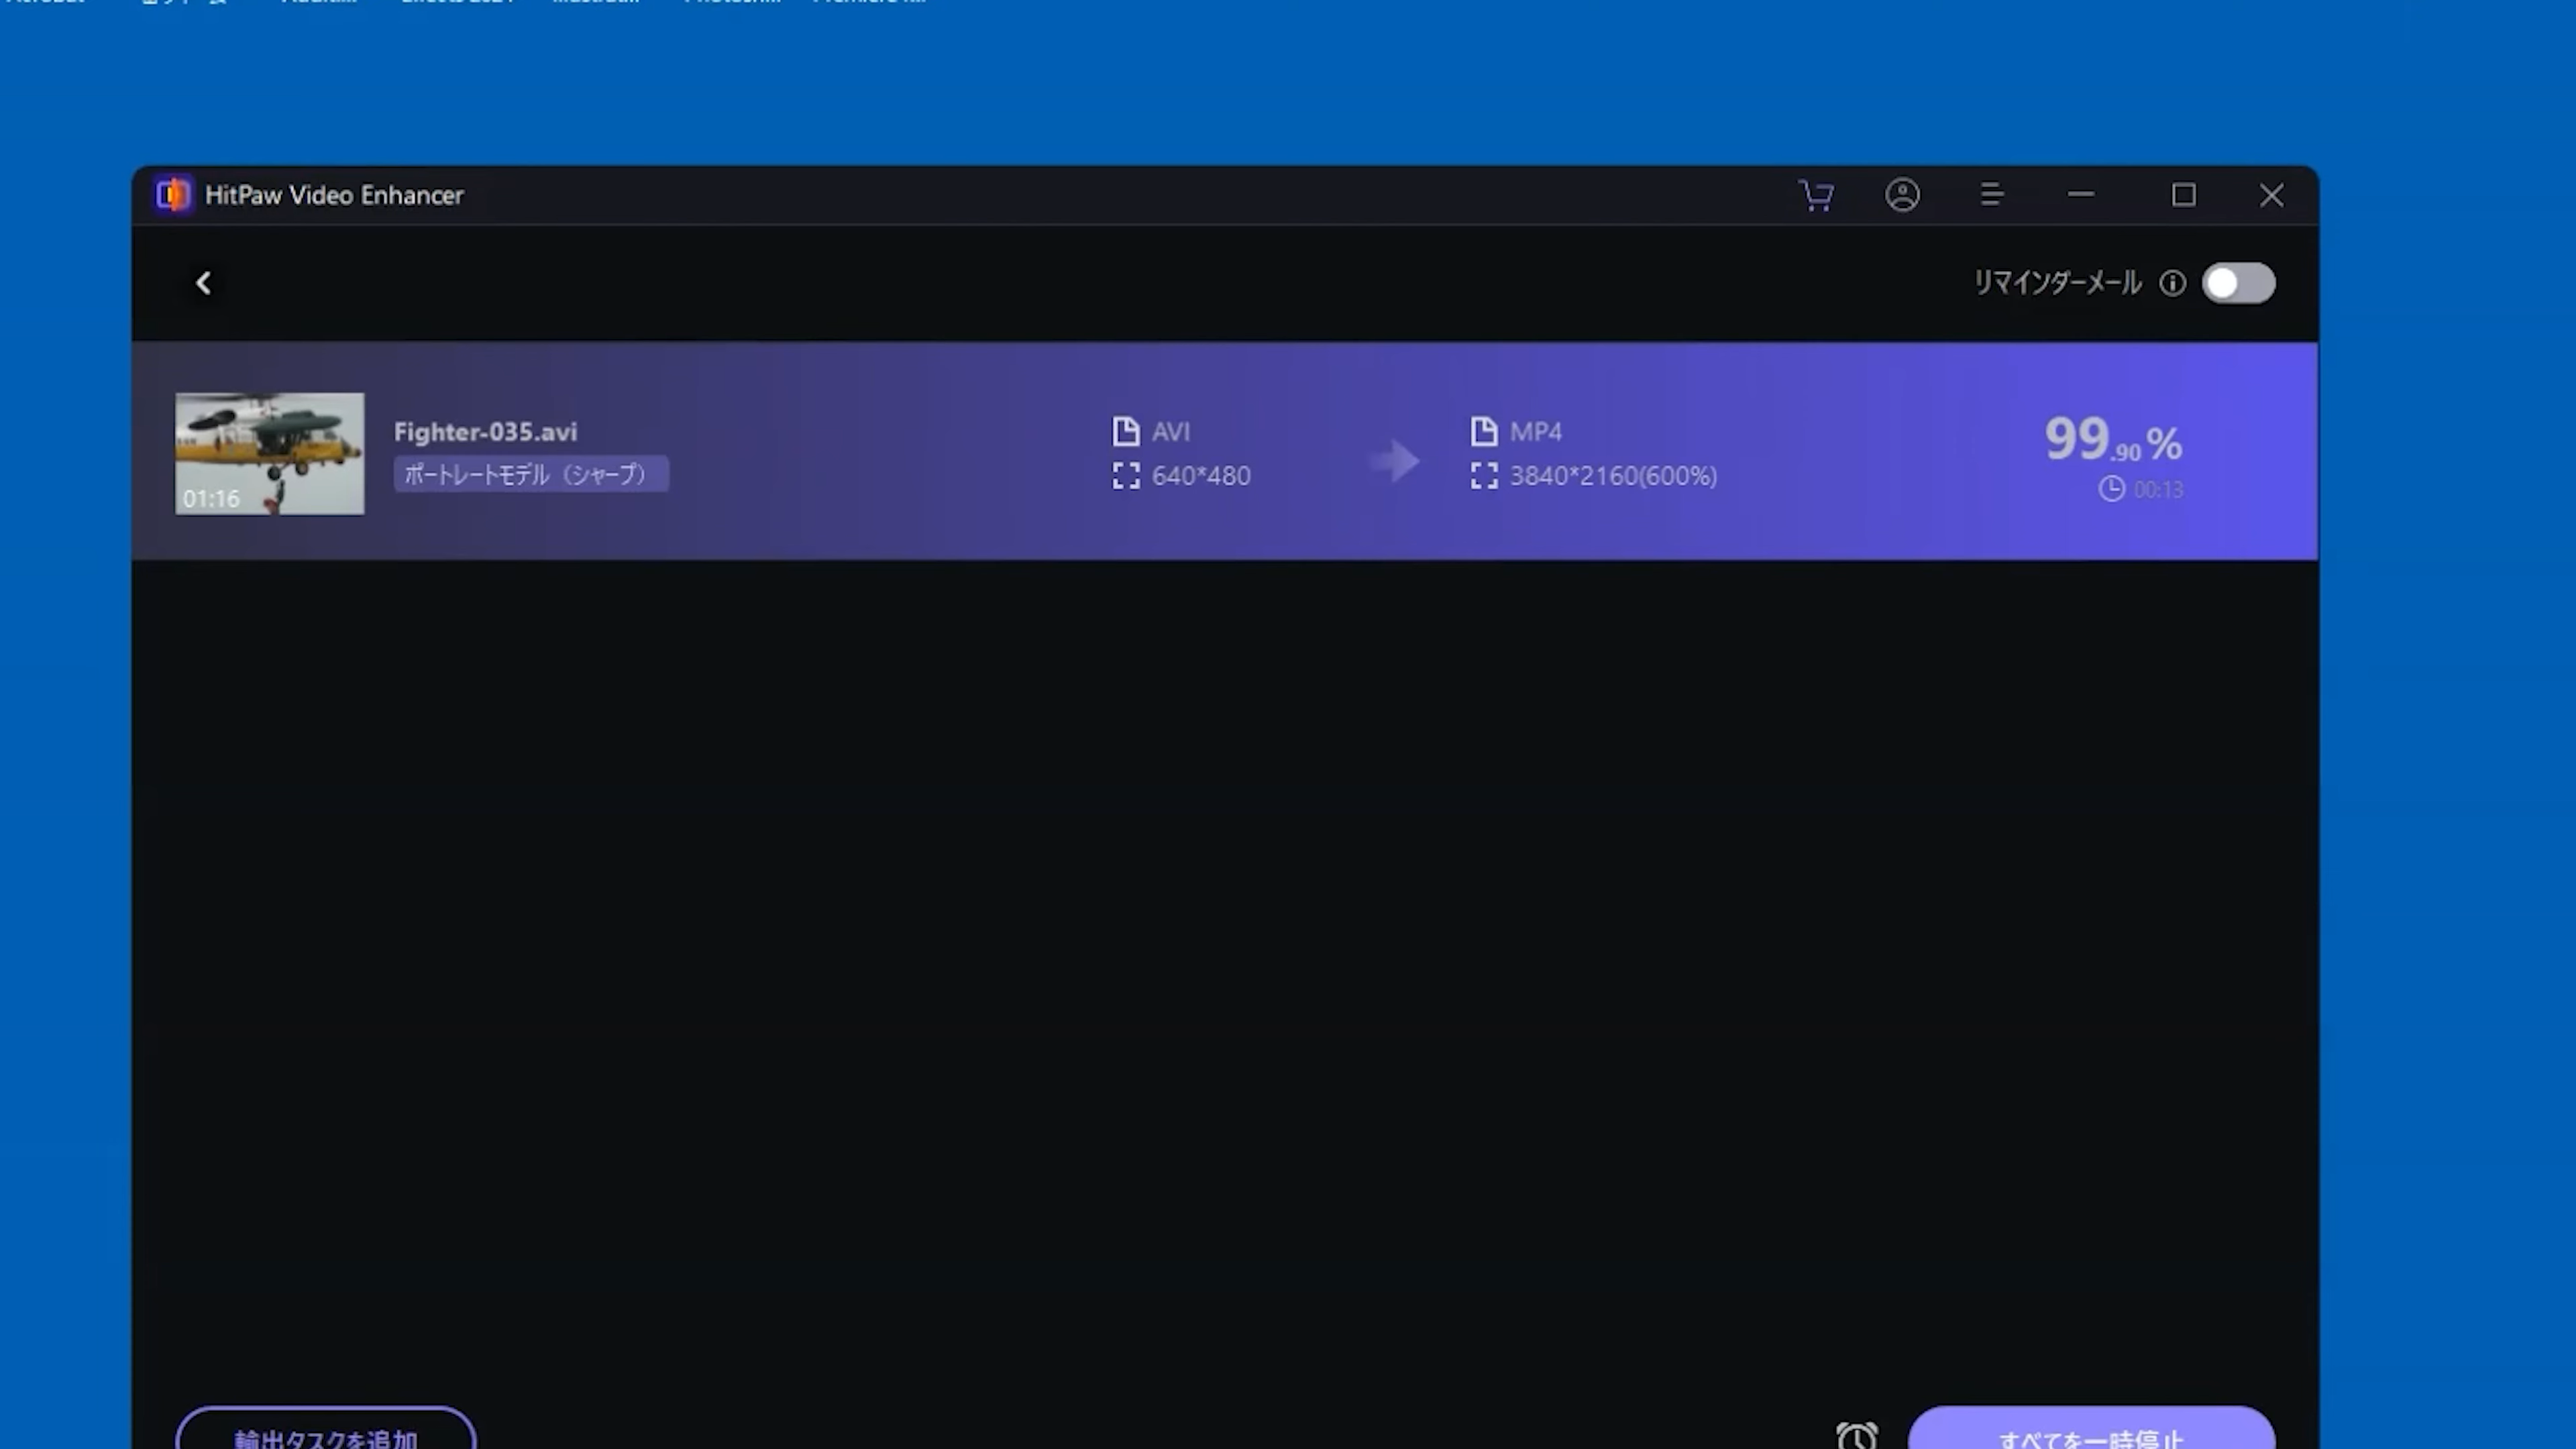 HitPaw Video Enhancer
リマインダーメール
Fighter-035.avi
ポートレートモデル（シャープ）
01:16
AVI
640*480
MP4
3840*2160(600%)
99.90%
00:13
輸出タスクを追加
すべてを一時停止